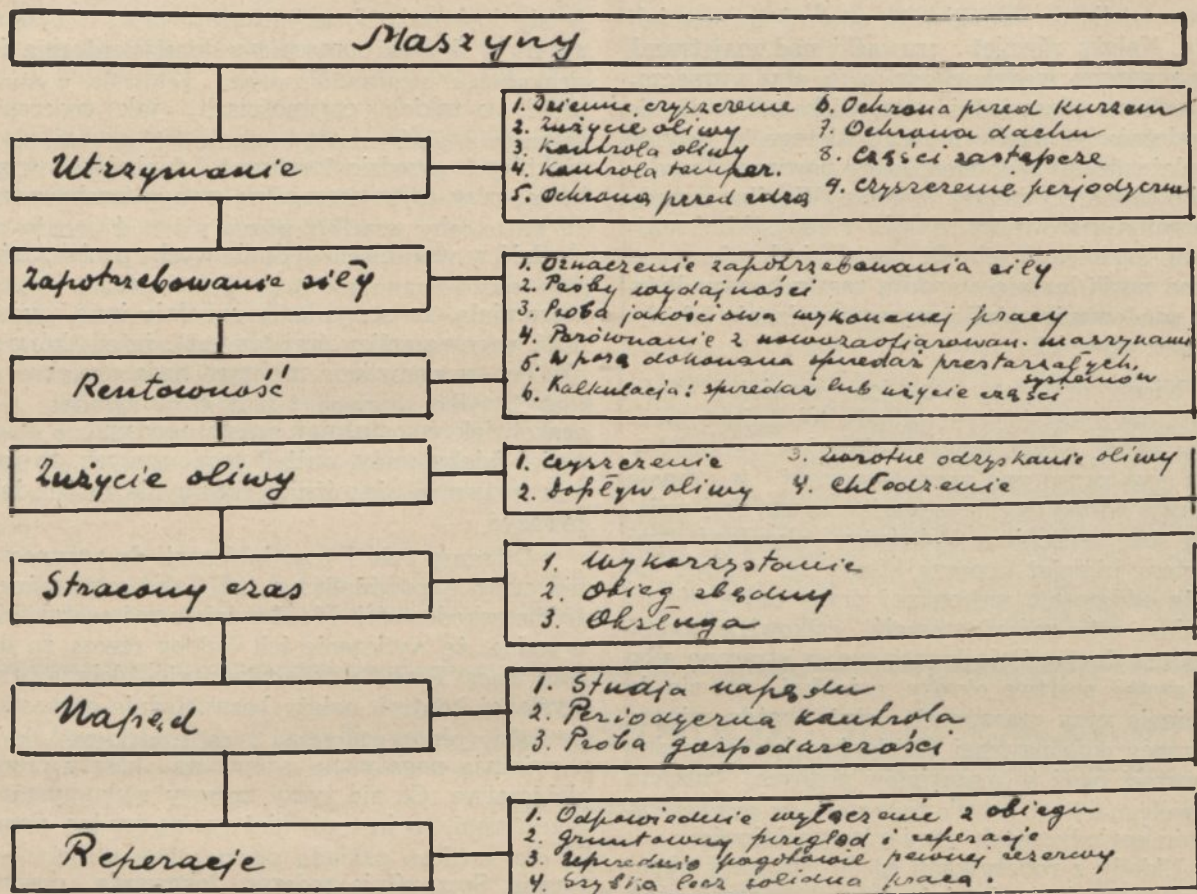 Maszyny
Utrzymanie
1. Dzienne czyszczenie
2. Zużycie oliwy
3. Kontrola oliwy
4. Kontrola temper.
5. Ochrona przed rdzą
6. Ochrona przed kurzem
7. Ochrona dachu
8. Części zastępcze
9. Czyszczenie perjodyczne
Zapotrzebowanie siły
1. Oznaczenie zapotrzebowania siły
2. Próby wydajności
3. Próba jakościowa wykonanej pracy
4. Porównanie z nowozaofiarowan. maszynami
5. W porę dokonana sprzedaż przestarzałych systemów
6. Kalkulacja: sprzedaż lub użycie części
Rentowność
Zużycie oliwy
1. Czyszczenie
2. Dopływ oliwy
3. Zwrotne odzyskanie oliwy
4. Chłodzenie
Stracony czas
1. Wykorzystanie
2. Obieg zbędny
3. Obsługa
Napęd
1. Studja napędu
2. Periodyczna kontrola
3. Próba gospodarczości
Reperacje
1. Odpowiednie wyłączenie z obiegu
2. Gruntowny przegląd i reperacje
3. Uprzednio pogotowie pewnej rezerwy
4. Szybka lecz solidna praca.